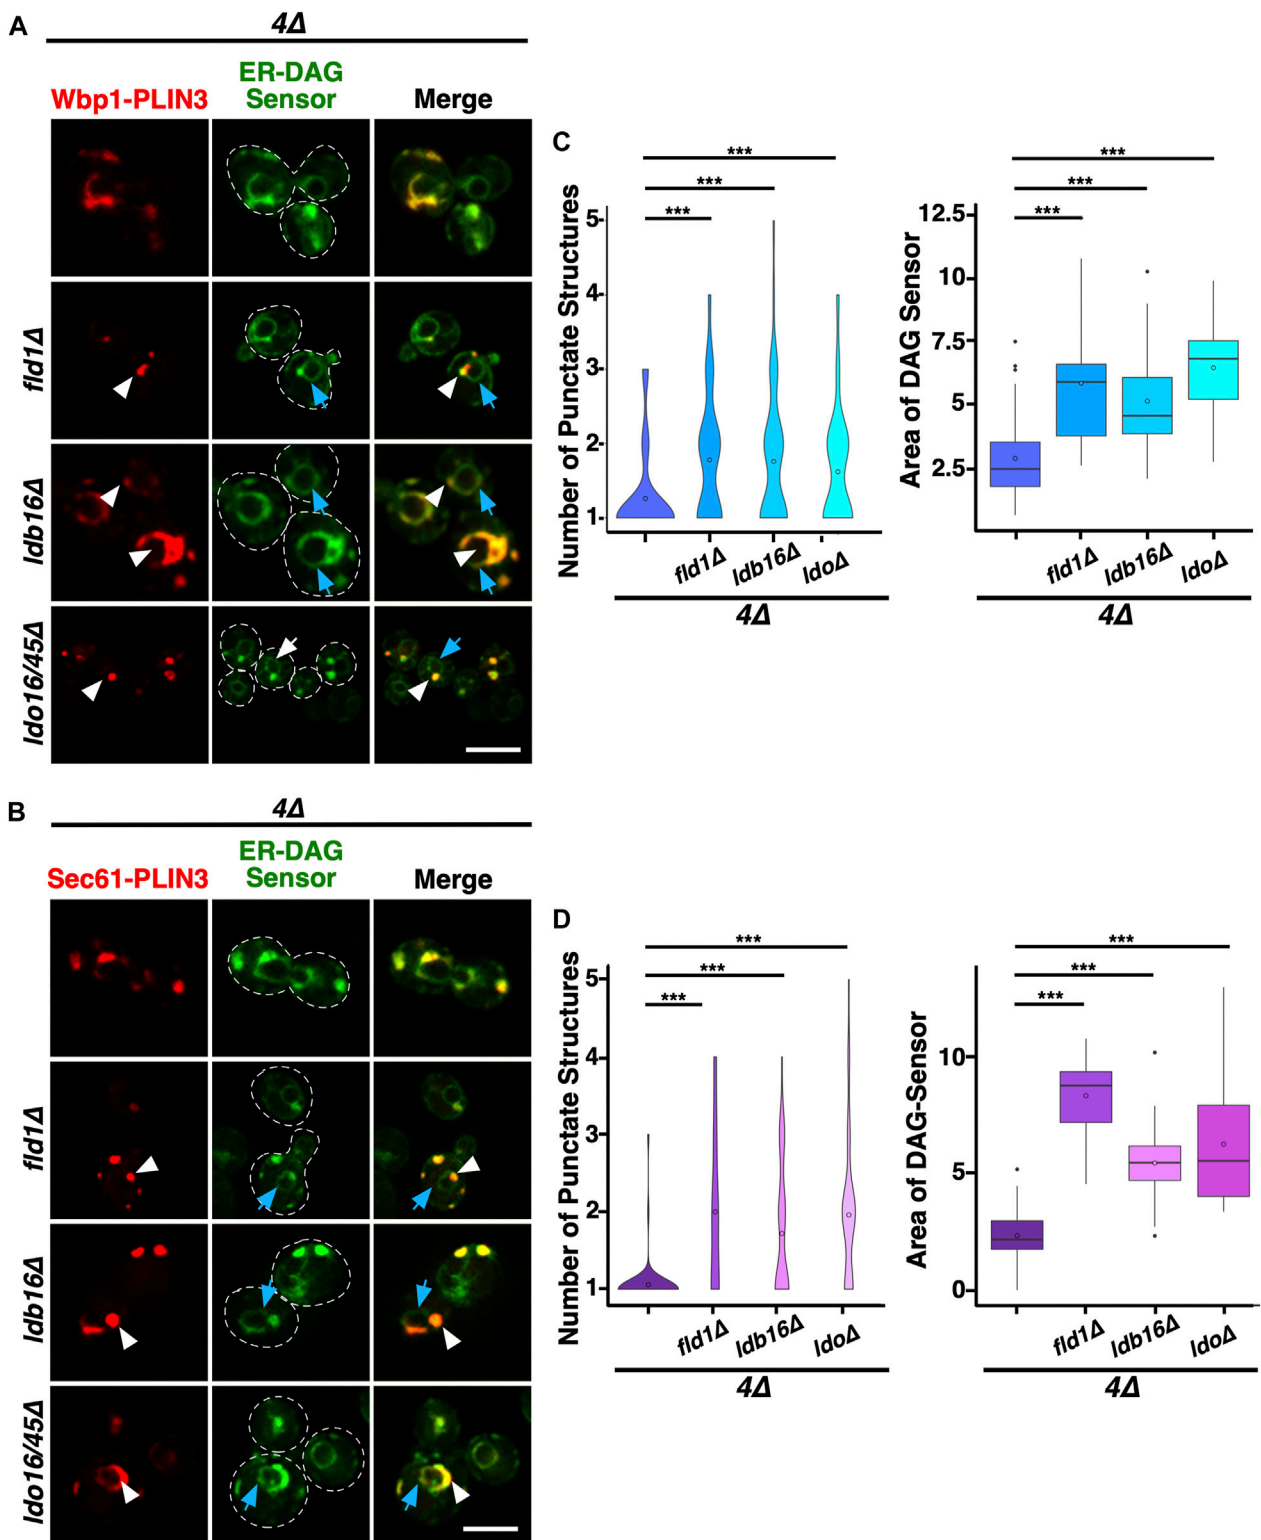 A
4Δ
Wbp1-PLIN3
ER-DAG
Sensor
Merge
fld1Δ
ldb16Δ
ldo16/45Δ
B
4Δ
Sec61-PLIN3
ER-DAG
Sensor
Merge
fld1Δ
ldb16Δ
ldo16/45Δ
C
***
***
***
Number of Punctate Structures
5
4
3
2
1
fld1Δ
ldb16Δ
ldoΔ
4Δ
***
***
***
Area of DAG Sensor
12.5
10
7.5
5
2.5
fld1Δ
ldb16Δ
ldoΔ
4Δ
D
***
***
***
Number of Punctate Structures
5
4
3
2
1
fld1Δ
ldb16Δ
ldoΔ
4Δ
***
***
***
Area of DAG-Sensor
10
5
0
fld1Δ
ldb16Δ
ldoΔ
4Δ